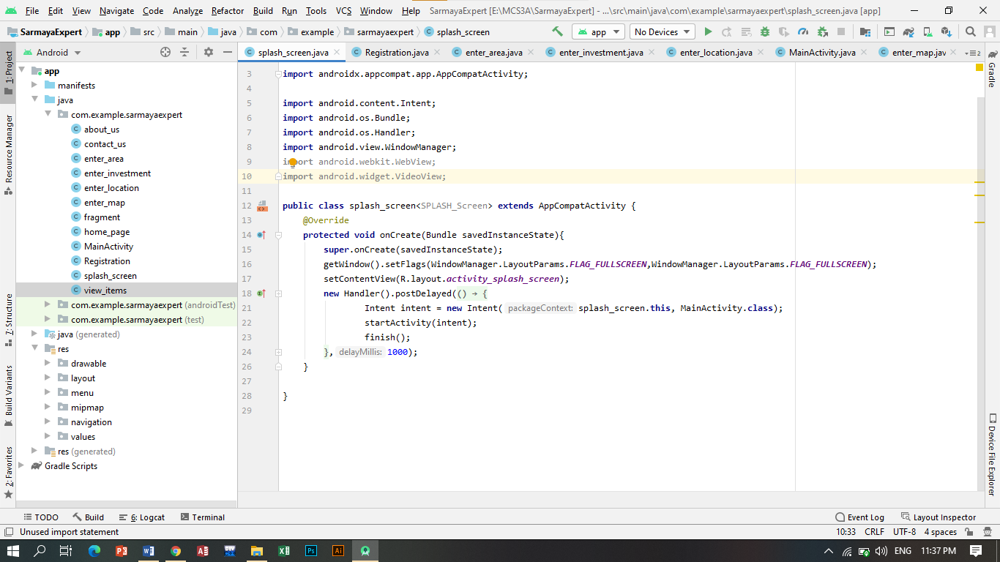 File Edit View Navigate Code Analyze Refactor Build Run Tools VCS Window Help SarmayaExpert [E:\MCS3A\SarmayaExpert] - ...\src\main\java\com\example\sarmayaexpert\splash_screen.java [app]
SarmayaExpert app src main java com example sarmayaexpert splash_screen app No Devices
1: Project
Resource Manager
7: Structure
Build Variants
2: Favorites
Android
app
manifests
java
com.example.sarmayaexpert
about_us
contact_us
enter_area
enter_investment
enter_location
enter_map
fragment
home_page
MainActivity
Registration
splash_screen
view_items
com.example.sarmayaexpert (androidTest)
com.example.sarmayaexpert (test)
java (generated)
res
drawable
layout
menu
mipmap
navigation
values
res (generated)
Gradle Scripts
splash_screen.java Registration.java enter_area.java enter_investment.java enter_location.java MainActivity.java enter_map.java 2
3 import androidx.appcompat.app.AppCompatActivity;
4
5 import android.content.Intent;
6 import android.os.Bundle;
7 import android.os.Handler;
8 import android.view.WindowManager;
9 import android.webkit.WebView;
10 import android.widget.VideoView;
11
12 public class splash_screen<SPLASH_Screen> extends AppCompatActivity {
13 @Override
14 protected void onCreate(Bundle savedInstanceState){
15 super.onCreate(savedInstanceState);
16 getWindow().setFlags(WindowManager.LayoutParams.FLAG_FULLSCREEN,WindowManager.LayoutParams.FLAG_FULLSCREEN);
17 setContentView(R.layout.activity_splash_screen);
18 new Handler().postDelayed(() → {
21 Intent intent = new Intent( packageContext: splash_screen.this, MainActivity.class);
22 startActivity(intent);
23 finish();
24 }, delayMillis: 1000);
26 }
27
28 }
29
Gradle
Device File Explorer
TODO Build 6: Logcat Terminal Event Log Layout Inspector
Unused import statement 10:33 CRLF UTF-8 4 spaces
ENG 11:37 PM